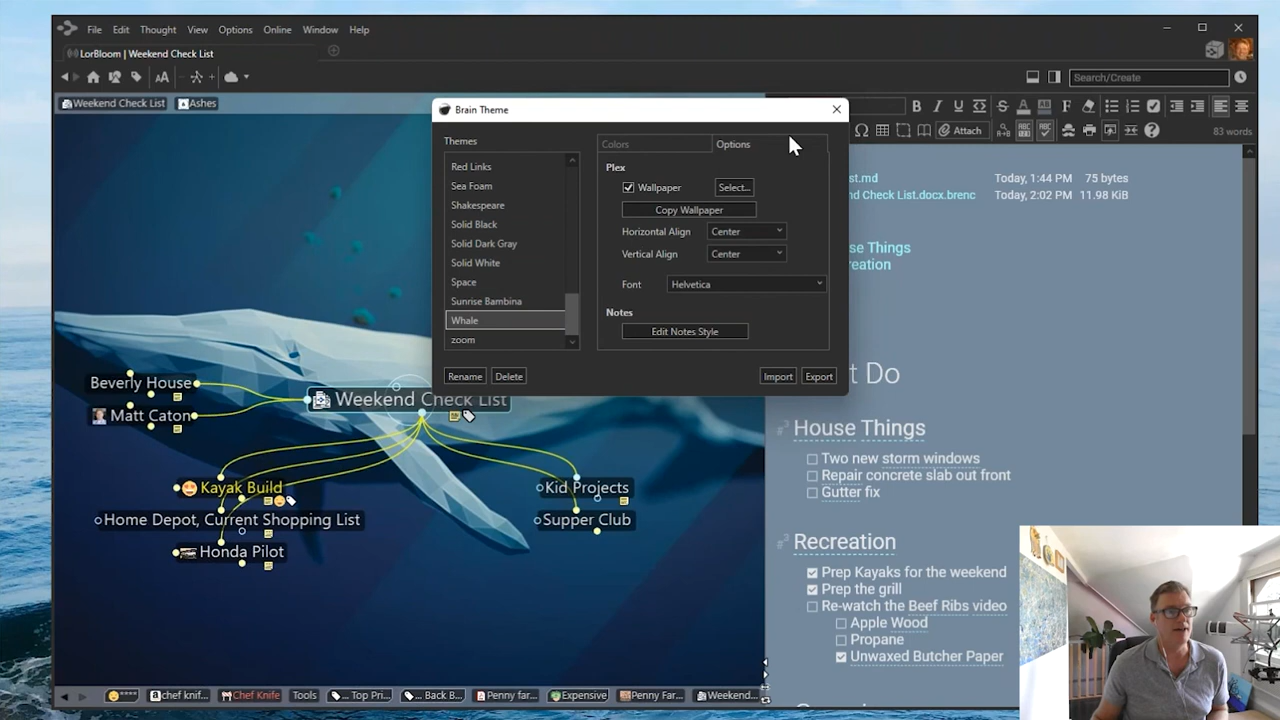 File Edit Thought View Options Online Window Help
LorBloom | Weekend Check List
AA
Search/Create
Weekend Check List Ashes
Brain Theme
B I U S A AB F
Themes
Colors Options
Attach
83 words
Red Links
Sea Foam
Shakespeare
Solid Black
Solid Dark Gray
Solid White
Space
Sunrise Bambina
Whale
zoom
Plex
Wallpaper Select...
Copy Wallpaper
Horizontal Align Center
Vertical Align Center
Font Helvetica
Notes
Edit Notes Style
Rename Delete Import Export
st.md Today, 1:44 PM 75 bytes
nd Check List.docx.brenc Today, 2:02 PM 11.98 KiB
se Things
reation
t Do
House Things
Two new storm windows
Repair concrete slab out front
Gutter fix
Recreation
Prep Kayaks for the weekend
Prep the grill
Re-watch the Beef Ribs video
Apple Wood
Propane
Unwaxed Butcher Paper
Beverly House
Matt Caton
Weekend Check List
Kayak Build
Home Depot, Current Shopping List
Honda Pilot
Kid Projects
Supper Club
chef knif... Chef Knife Tools ... Top Pri... ... Back B... Penny far... Expensive Penny Far... Weekend...